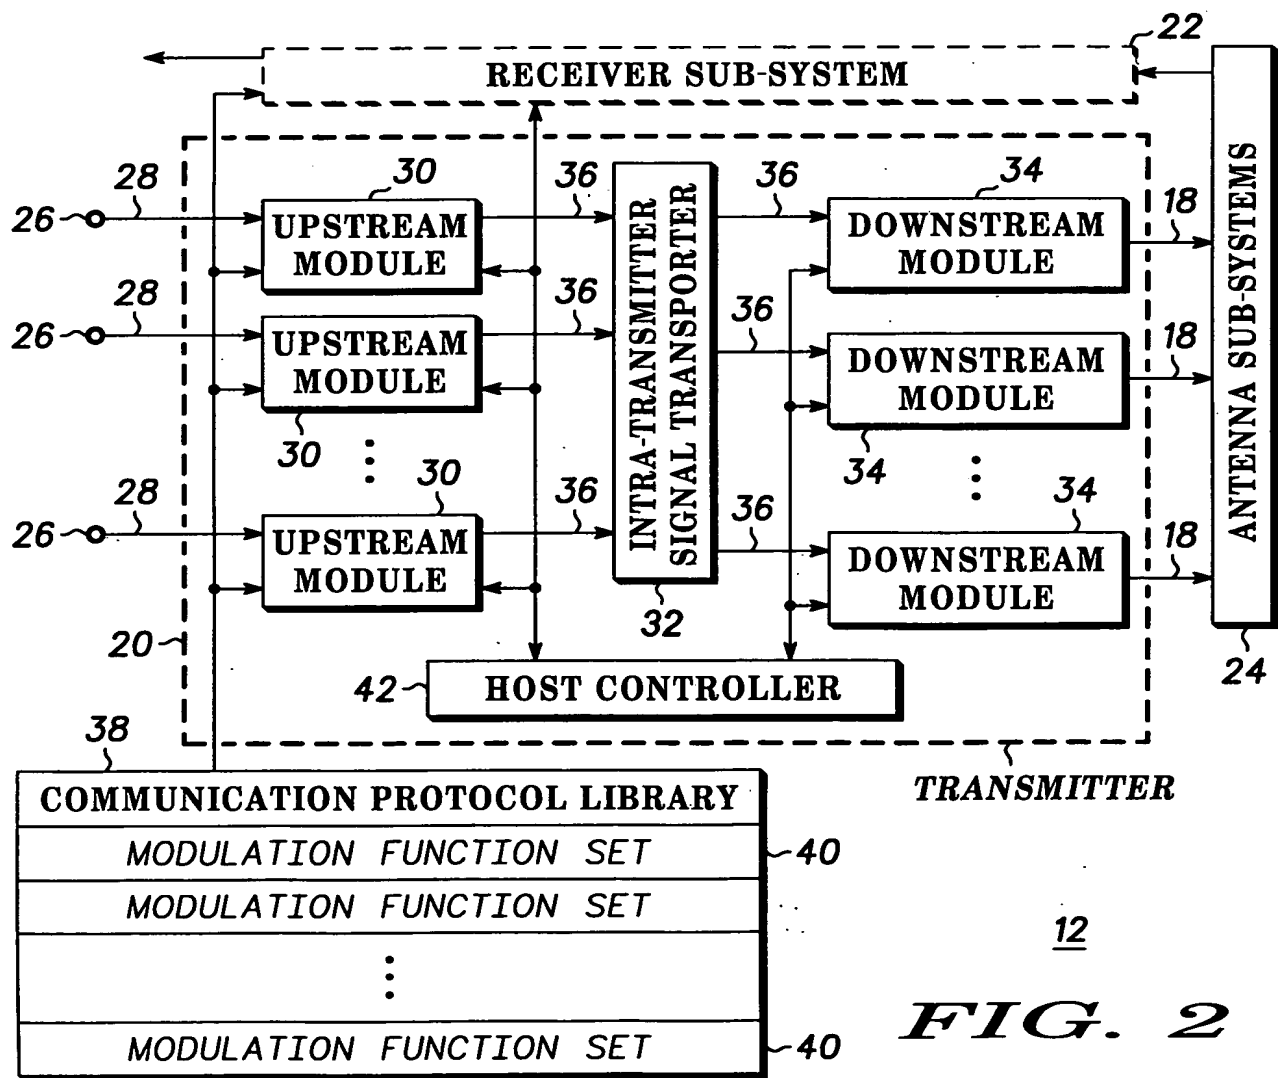 22
RECEIVER SUB-SYSTEM
28
30
36
36
34
18
26
UPSTREAM
MODULE
DOWNSTREAM
MODULE
28
36
36
18
26
UPSTREAM
MODULE
DOWNSTREAM
MODULE
30
34
INTRA-TRANSMITTER
SIGNAL TRANSPORTER
ANTENNA SUB-SYSTEMS
28
30
36
36
34
18
26
UPSTREAM
MODULE
DOWNSTREAM
MODULE
32
20
24
42
HOST CONTROLLER
38
TRANSMITTER
COMMUNICATION PROTOCOL LIBRARY
MODULATION FUNCTION SET
40
MODULATION FUNCTION SET
12
MODULATION FUNCTION SET
40
FIG. 2